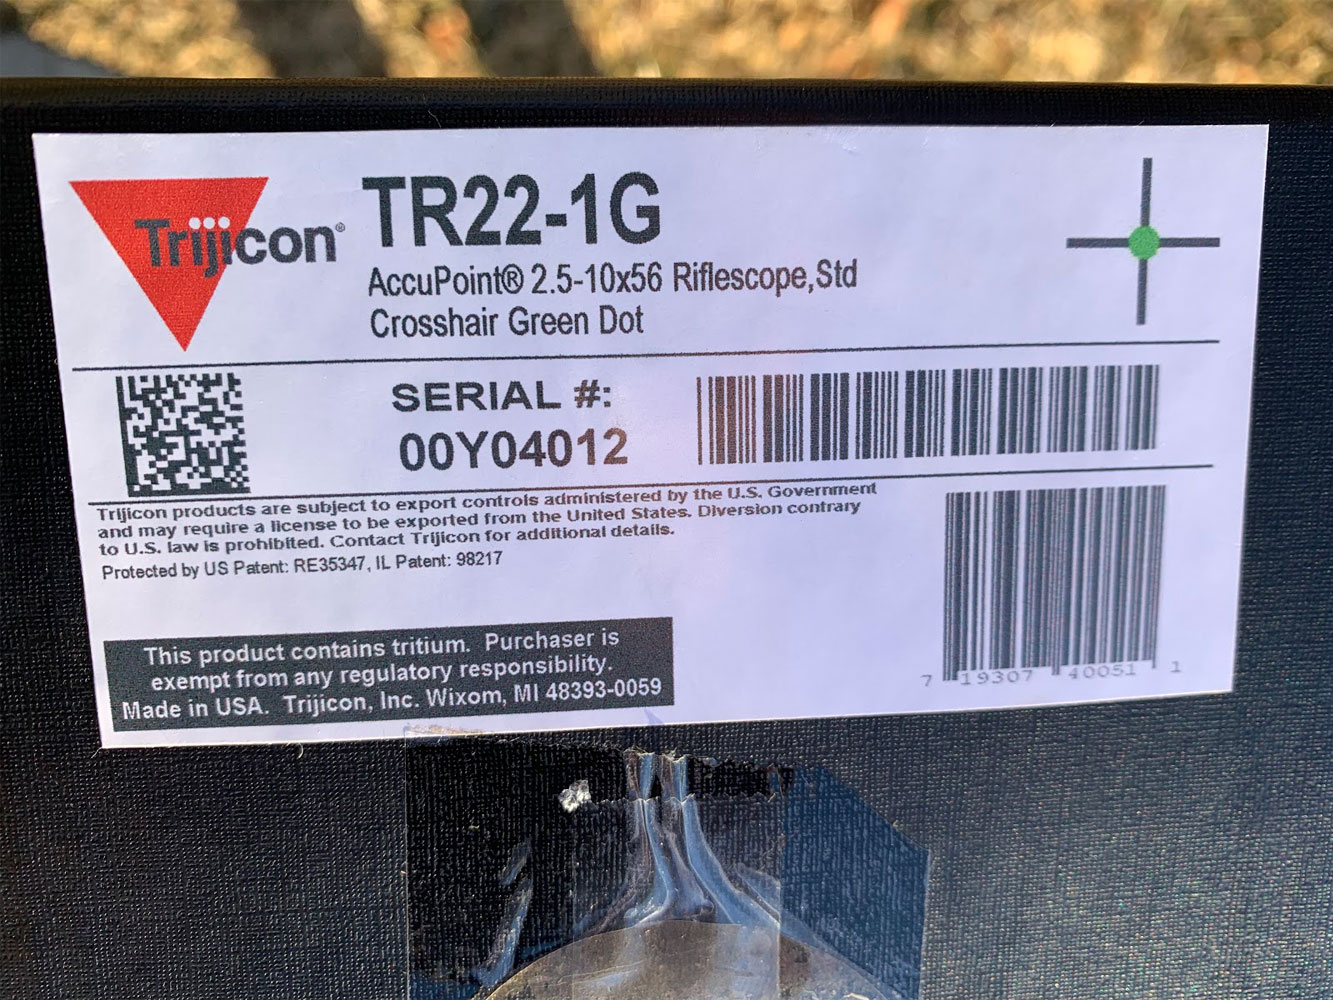 Trijicon®
TR22-1G
AccuPoint® 2.5-10x56 Riflescope,Std
Crosshair Green Dot
SERIAL #:
00Y04012
Trijicon products are subject to export controls administered by the U.S. Government
and may require a license to be exported from the United States. Diversion contrary
to U.S. law is prohibited. Contact Trijicon for additional details.
Protected by US Patent: RE35347, IL Patent: 98217
This product contains tritium. Purchaser is
exempt from any regulatory responsibility.
Made in USA. Trijicon, Inc. Wixom, MI 48393-0059
7 19307 40051 1